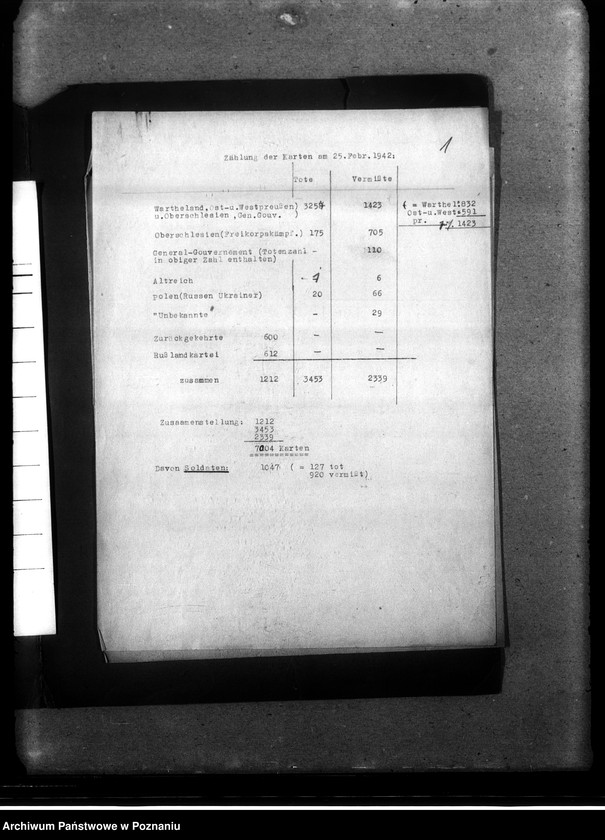 1
Zählung der Karten am 25.Febr.1942:
Tote Vermißte
Wartheland,Ost-u.Westpreußen) 3257 1423 ( = Warthel:832
u.Oberschlesien,Gen.Gouv. ) Ost-u.West=591
pr. 1423
Oberschlesien(Freikorpskämpf.) 175 705
General-Gouvernement (Totenzahl - 110
in obiger Zahl enthalten)
Altreich 1 6
polen(Russen Ukrainer) 20 66
"Unbekannte" - 29
Zurückgekehrte 600 - -
Rußlandkartei 612 - -
zusammen 1212 3453 2339
Zusammenstellung: 1212
3453
2339
7004 Karten
============
Davon Soldaten: 1047 ( = 127 tot
920 vermißt)
Archiwum Państwowe w Poznaniu